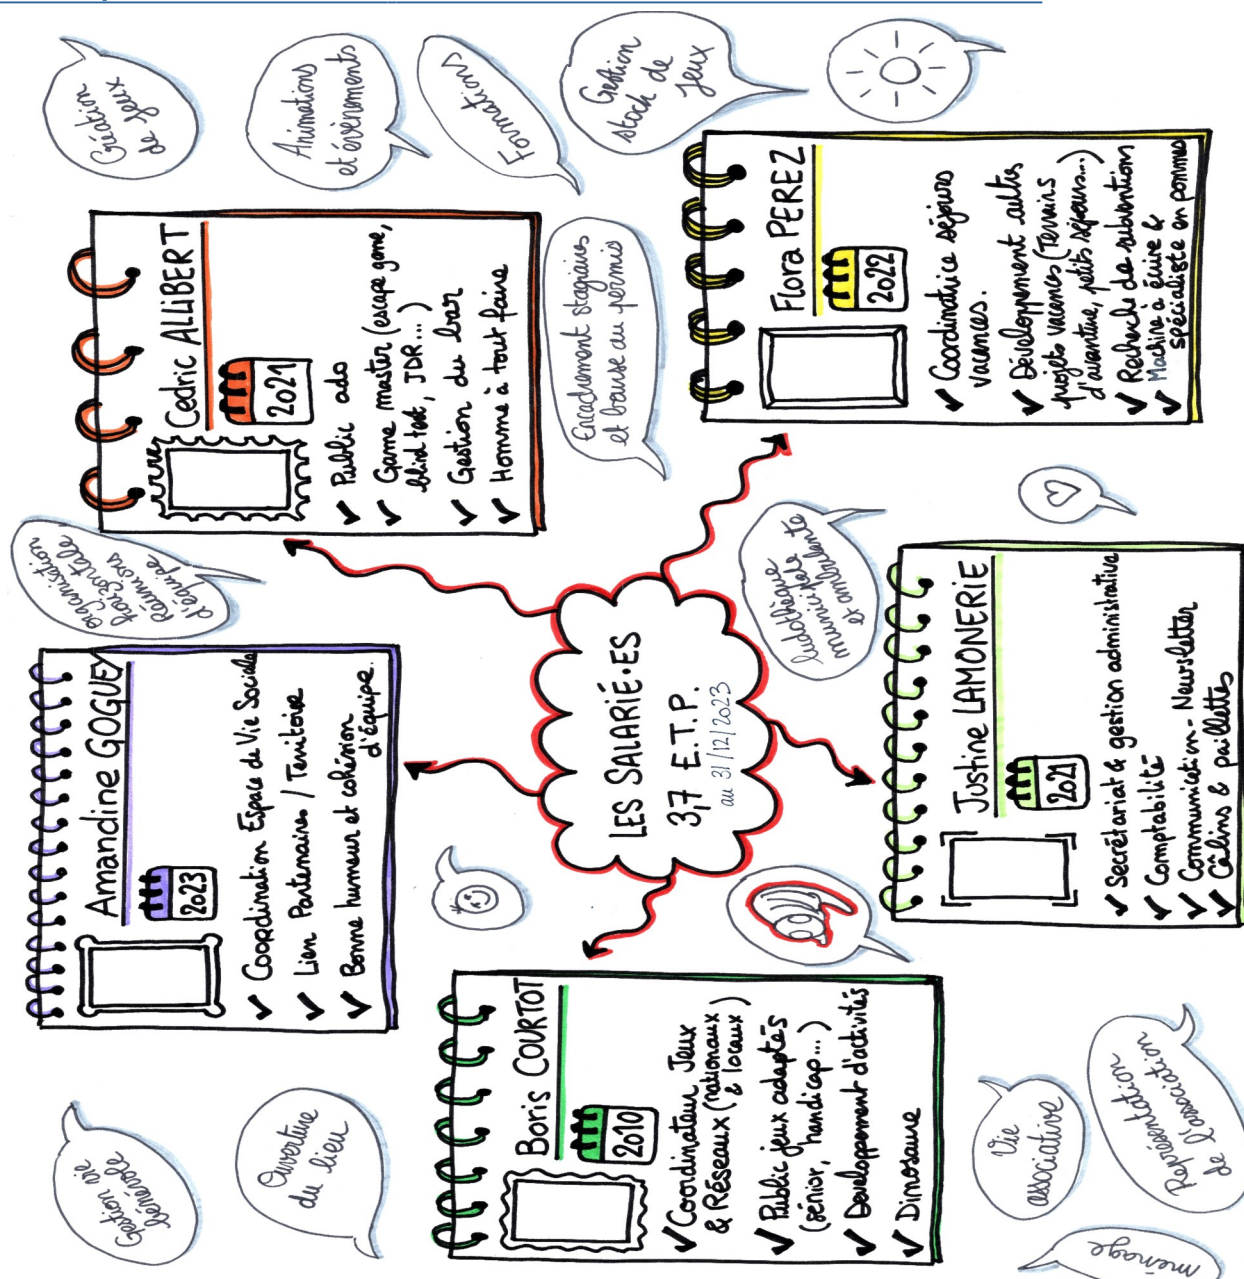 Gestion vie
bénévole
Ouverture
du lieu
organisation
horizontale
Réunions
d'équipe
Création
de jeux
Animations
et évènements
Formations
Gestion
stock de
jeux
Amandine GOGUEY
2023
✓ Coordination Espace de Vie Sociale
✓ Lien Partenaires / Territoire
✓ Bonne humeur et cohésion
d'équipe.
Cedric ALLIBERT
2021
✓ Public ado
✓ Game master (escape game,
blind test, JDR...)
✓ Gestion du bar
✓ Homme à tout faire
Encadrement stagiaires
et bourse au permis
LES SALARIÉ·ES
3,7 E.T.P.
au 31/12/2023
Boris COURTOT
2010
✓ Coordinateur Jeux
& Réseaux (nationaux
& locaux)
✓ Public jeux adaptés
(sénior, handicap...)
✓ Développement d'activités
✓ Dinosaure
Flora PEREZ
2022
✓ Coordinatrice séjours
vacances.
✓ Développement autres
projets vacances (Terrains
d'aventure, petits séjours...)
✓ Recherche de subventions
✓ Machine à écrire &
spécialiste en pommes
ludothèque
municipale
et ambulante
Justine LAMONERIE
2021
✓ Secrétariat & gestion administrative
✓ Comptabilité
✓ Communication - Newsletter
✓ Câlins & paillettes
Vie
associative
Représentation
de l'association
ménage